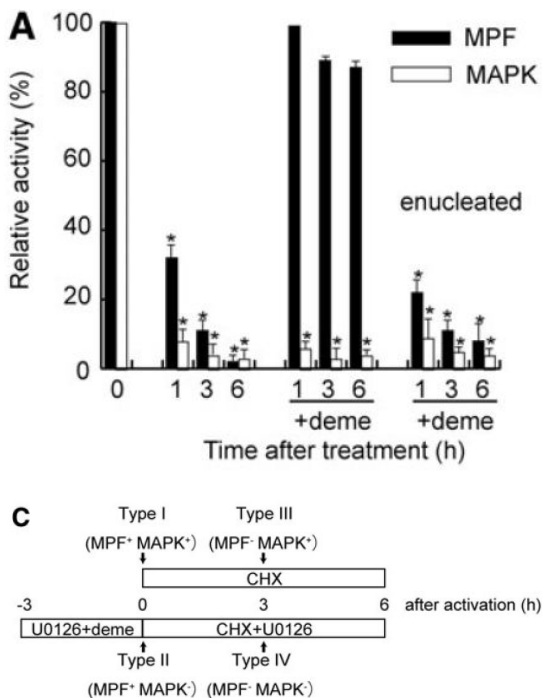 A
Relative activity (%)
100
80
60
40
20
0
MPF
MAPK
enucleated
* * * * * * * * * * * * * * *
0 1 3 6 1 3 6 1 3 6
+deme +deme
Time after treatment (h)
C
Type I Type III
(MPF⁺ MAPK⁺) (MPF⁻ MAPK⁺)
CHX
-3 0 3 6 after activation (h)
U0126+deme CHX+U0126
Type II Type IV
(MPF⁺ MAPK⁻) (MPF⁻ MAPK⁻)